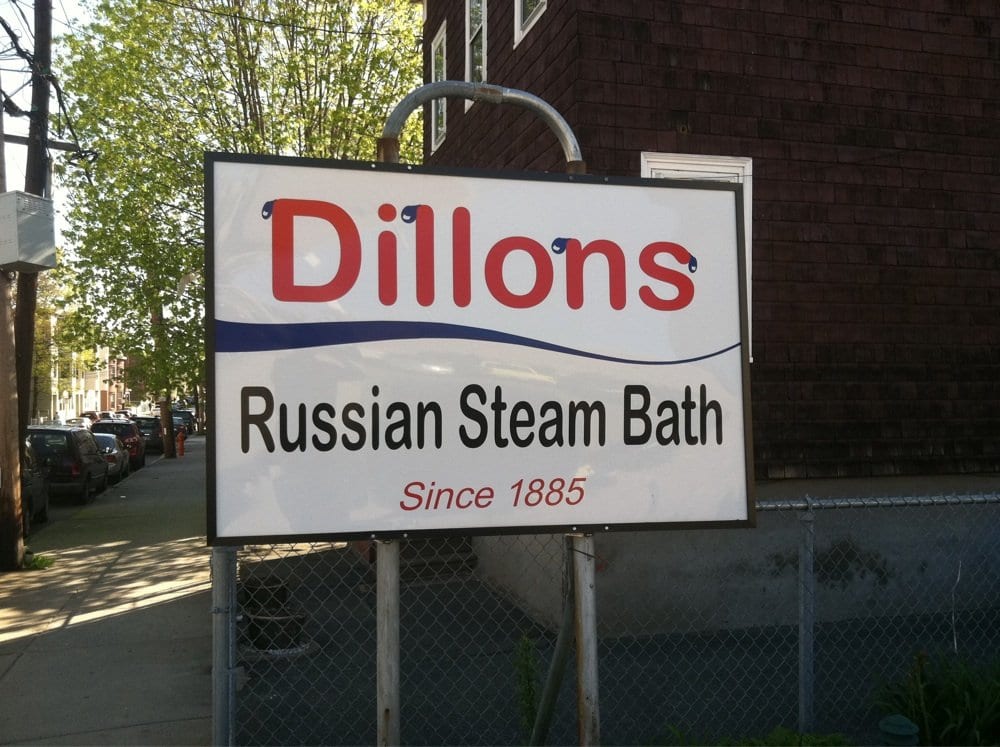 Dillons
Russian Steam Bath
Since 1885